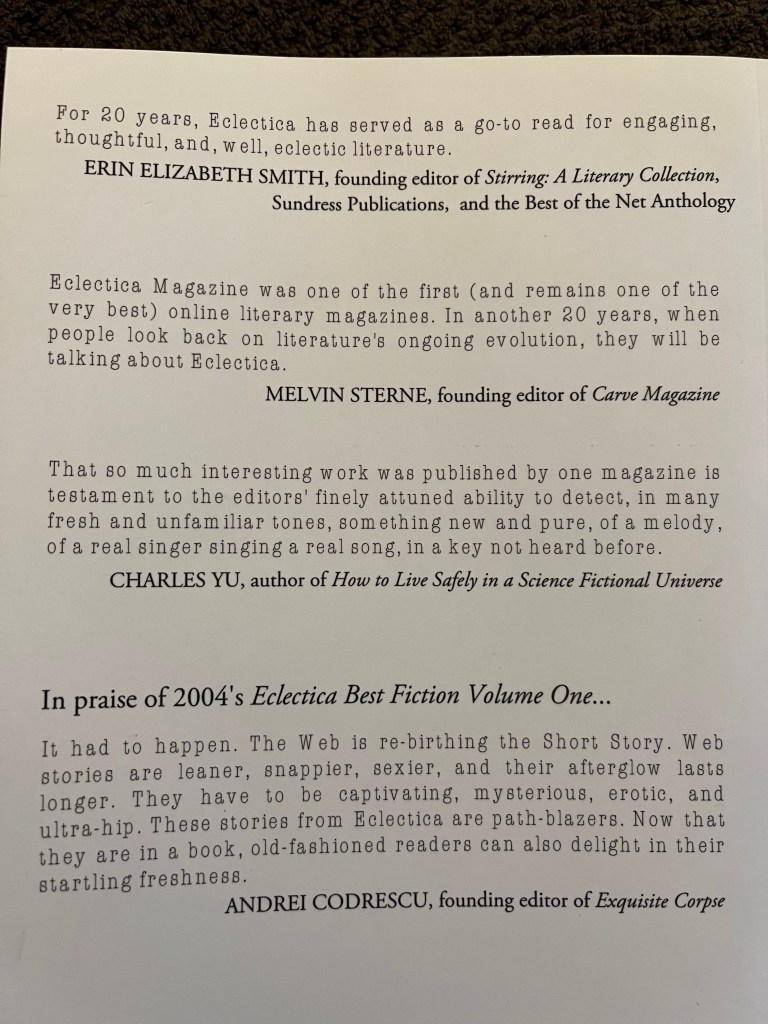 For 20 years, Eclectica has served as a go-to read for engaging,
thoughtful, and, well, eclectic literature.
ERIN ELIZABETH SMITH, founding editor of Stirring: A Literary Collection,
Sundress Publications, and the Best of the Net Anthology
Eclectica Magazine was one of the first (and remains one of the
very best) online literary magazines. In another 20 years, when
people look back on literature's ongoing evolution, they will be
talking about Eclectica.
MELVIN STERNE, founding editor of Carve Magazine
That so much interesting work was published by one magazine is
testament to the editors' finely attuned ability to detect, in many
fresh and unfamiliar tones, something new and pure, of a melody,
of a real singer singing a real song, in a key not heard before.
CHARLES YU, author of How to Live Safely in a Science Fictional Universe
In praise of 2004's Eclectica Best Fiction Volume One...
It had to happen. The Web is re-birthing the Short Story. Web
stories are leaner, snappier, sexier, and their afterglow lasts
longer. They have to be captivating, mysterious, erotic, and
ultra-hip. These stories from Eclectica are path-blazers. Now that
they are in a book, old-fashioned readers can also delight in their
startling freshness.
ANDREI CODRESCU, founding editor of Exquisite Corpse